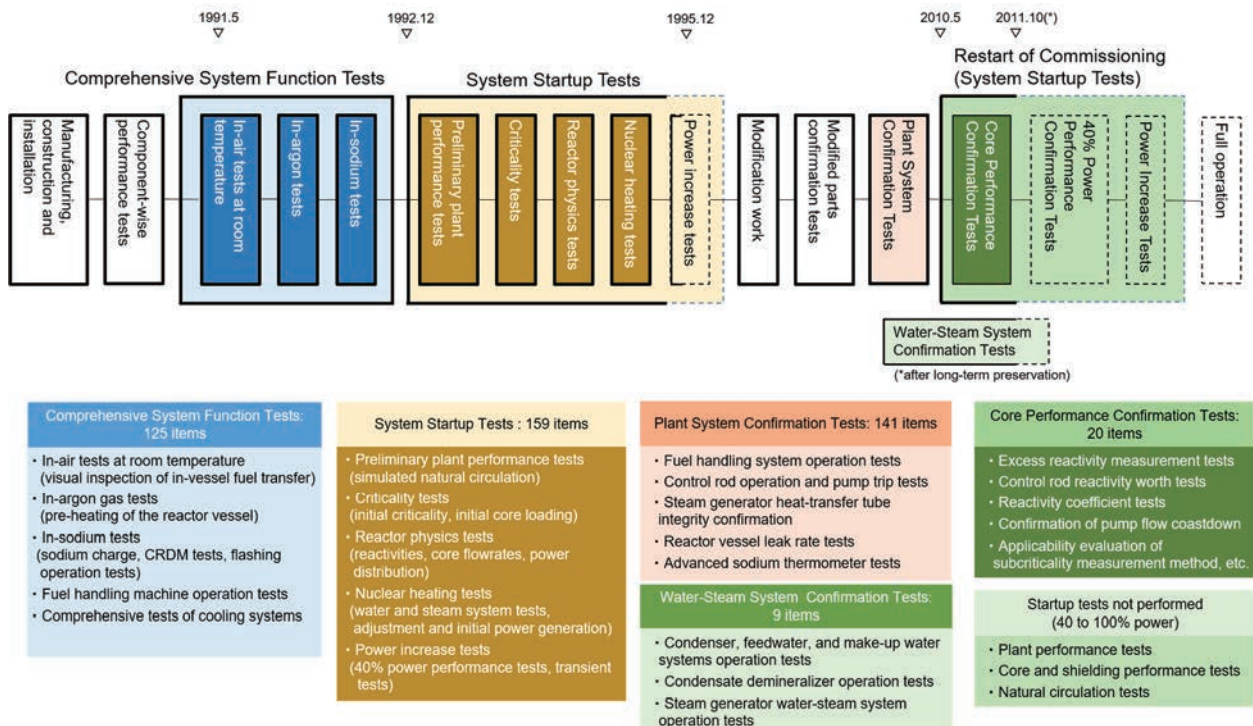 1991.5
1992.12
1995.12
2010.5
2011.10(*)
Comprehensive System Function Tests
System Startup Tests
Restart of Commissioning
(System Startup Tests)
Manufacturing,
construction and
installation
Component-wise
performance tests
In-air tests at room
temperature
In-argon tests
In-sodium tests
Preliminary plant
performance tests
Criticality tests
Reactor physics tests
Nuclear heating tests
Power increase tests
Modification work
Modified parts
confirmation tests
Plant System
Confirmation Tests
Core Performance
Confirmation Tests
40% Power
Performance
Confirmation Tests
Power Increase Tests
Full operation
Water-Steam System
Confirmation Tests
(*after long-term preservation)
Comprehensive System Function Tests:
125 items
・In-air tests at room temperature
(visual inspection of in-vessel fuel transfer)
・In-argon gas tests
(pre-heating of the reactor vessel)
・In-sodium tests
(sodium charge, CRDM tests, flashing
operation tests)
・Fuel handling machine operation tests
・Comprehensive tests of cooling systems
System Startup Tests : 159 items
・Preliminary plant performance tests
(simulated natural circulation)
・Criticality tests
(initial criticality, initial core loading)
・Reactor physics tests
(reactivities, core flowrates, power
distribution)
・Nuclear heating tests
(water and steam system tests,
adjustment and initial power generation)
・Power increase tests
(40% power performance tests, transient
tests)
Plant System Confirmation Tests: 141 items
・Fuel handling system operation tests
・Control rod operation and pump trip tests
・Steam generator heat-transfer tube
integrity confirmation
・Reactor vessel leak rate tests
・Advanced sodium thermometer tests
Water-Steam System Confirmation Tests:
9 items
・Condenser, feedwater, and make-up water
systems operation tests
・Condensate demineralizer operation tests
・Steam generator water-steam system
operation tests
Core Performance Confirmation Tests:
20 items
・Excess reactivity measurement tests
・Control rod reactivity worth tests
・Reactivity coefficient tests
・Confirmation of pump flow coastdown
・Applicability evaluation of
subcriticality measurement method, etc.
Startup tests not performed
(40 to 100% power)
・Plant performance tests
・Core and shielding performance tests
・Natural circulation tests